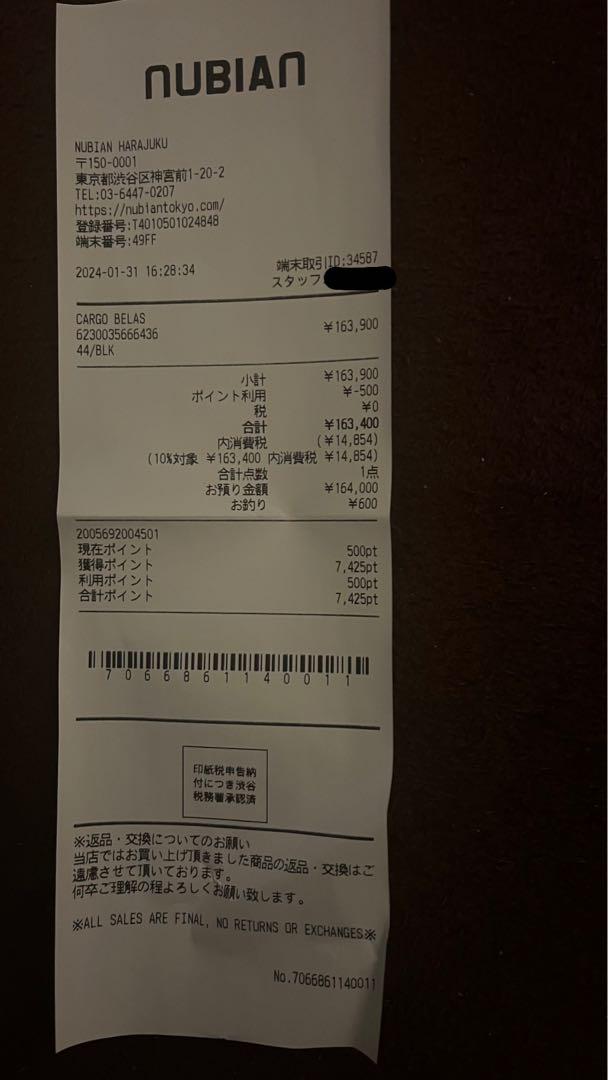 NUBIAN
NUBIAN HARAJUKU
〒150-0001
東京都渋谷区神宮前1-20-2
TEL:03-6447-0207
https://nubiantokyo.com/
登録番号:T4010501024848
端末番号:49FF
2024-01-31 16:28:34 端末取引ID:34587
スタッフ
CARGO BELAS
6230035666436 ¥163,900
44/BLK
小計 ¥163,900
ポイント利用 ¥-500
税 ¥0
合計 ¥163,400
内消費税 (¥14,854)
(10%対象 ¥163,400 内消費税 ¥14,854)
合計点数 1点
お預り金額 ¥164,000
お釣り ¥600
2005692004501
現在ポイント 500pt
獲得ポイント 7,425pt
利用ポイント 500pt
合計ポイント 7,425pt
7066861140011
印紙税申告納
付につき渋谷
税務署承認済
※返品・交換についてのお願い
当店ではお買い上げ頂きました商品の返品・交換はご
遠慮させて頂いております。
何卒ご理解の程よろしくお願い致します。
※ALL SALES ARE FINAL, NO RETURNS OR EXCHANGES※
No.7066861140011